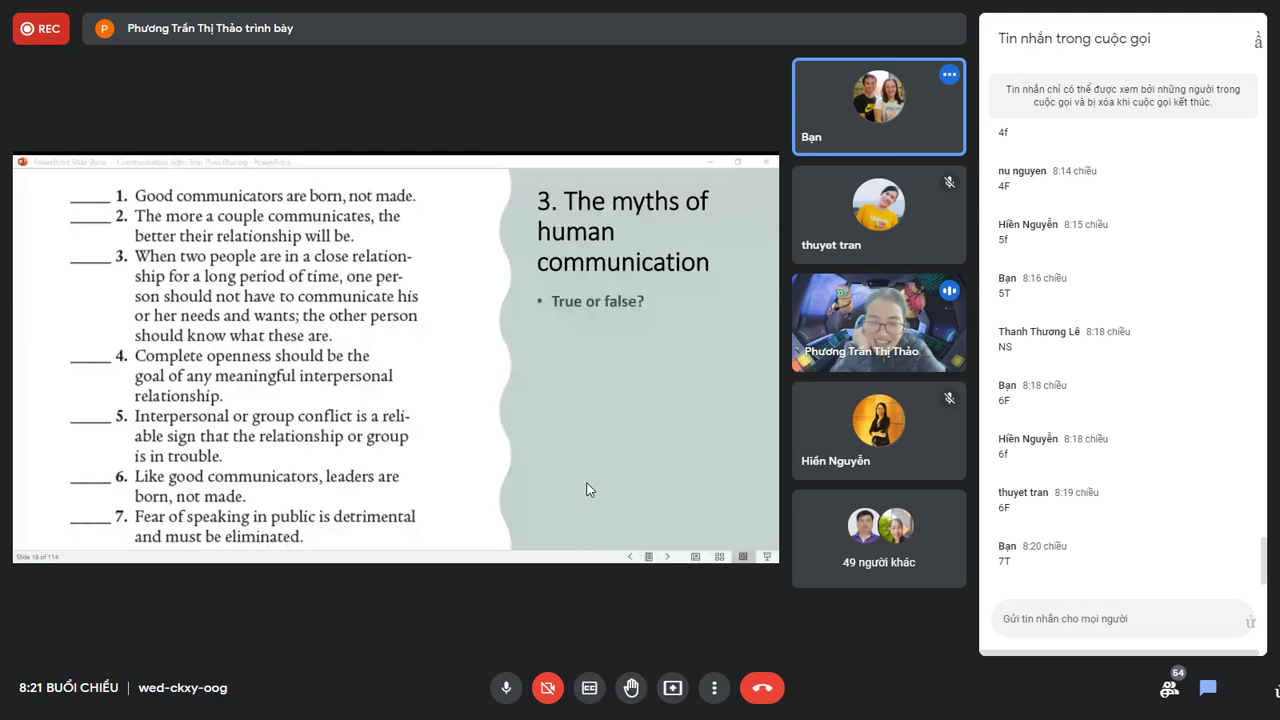 REC
P
Phương Trần Thị Thảo trình bày
PowerPoint Slide Show - Communication skills_Tran_Thao_Phuong - PowerPoint
_____ 1. Good communicators are born, not made.
_____ 2. The more a couple communicates, the
better their relationship will be.
_____ 3. When two people are in a close relation-
ship for a long period of time, one per-
son should not have to communicate his
or her needs and wants; the other person
should know what these are.
_____ 4. Complete openness should be the
goal of any meaningful interpersonal
relationship.
_____ 5. Interpersonal or group conflict is a reli-
able sign that the relationship or group
is in trouble.
_____ 6. Like good communicators, leaders are
born, not made.
_____ 7. Fear of speaking in public is detrimental
and must be eliminated.
3. The myths of
human
communication
• True or false?
Slide 18 of 114
Bạn
thuyet tran
Phương Trần Thị Thảo
Hiền Nguyễn
49 người khác
Tin nhắn trong cuộc gọi
Tin nhắn chỉ có thể được xem bởi những người trong
cuộc gọi và bị xóa khi cuộc gọi kết thúc.
4f
nu nguyen 8:14 chiều
4F
Hiền Nguyễn 8:15 chiều
5f
Bạn 8:16 chiều
5T
Thanh Thương Lê 8:18 chiều
NS
Bạn 8:18 chiều
6F
Hiền Nguyễn 8:18 chiều
6f
thuyet tran 8:19 chiều
6F
Bạn 8:20 chiều
7T
Gửi tin nhắn cho mọi người
8:21 BUỔI CHIỀU | wed-ckxy-oog
54